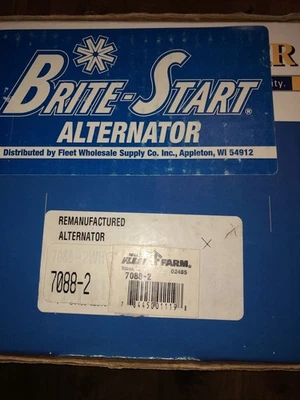 R
BRITE-START®
ty.
ALTERNATOR
Distributed by Fleet Wholesale Supply Co. Inc., Appleton, WI 54912
REMANUFACTURED
ALTERNATOR
FLEET FARM.
02485
7088-2
7088-2